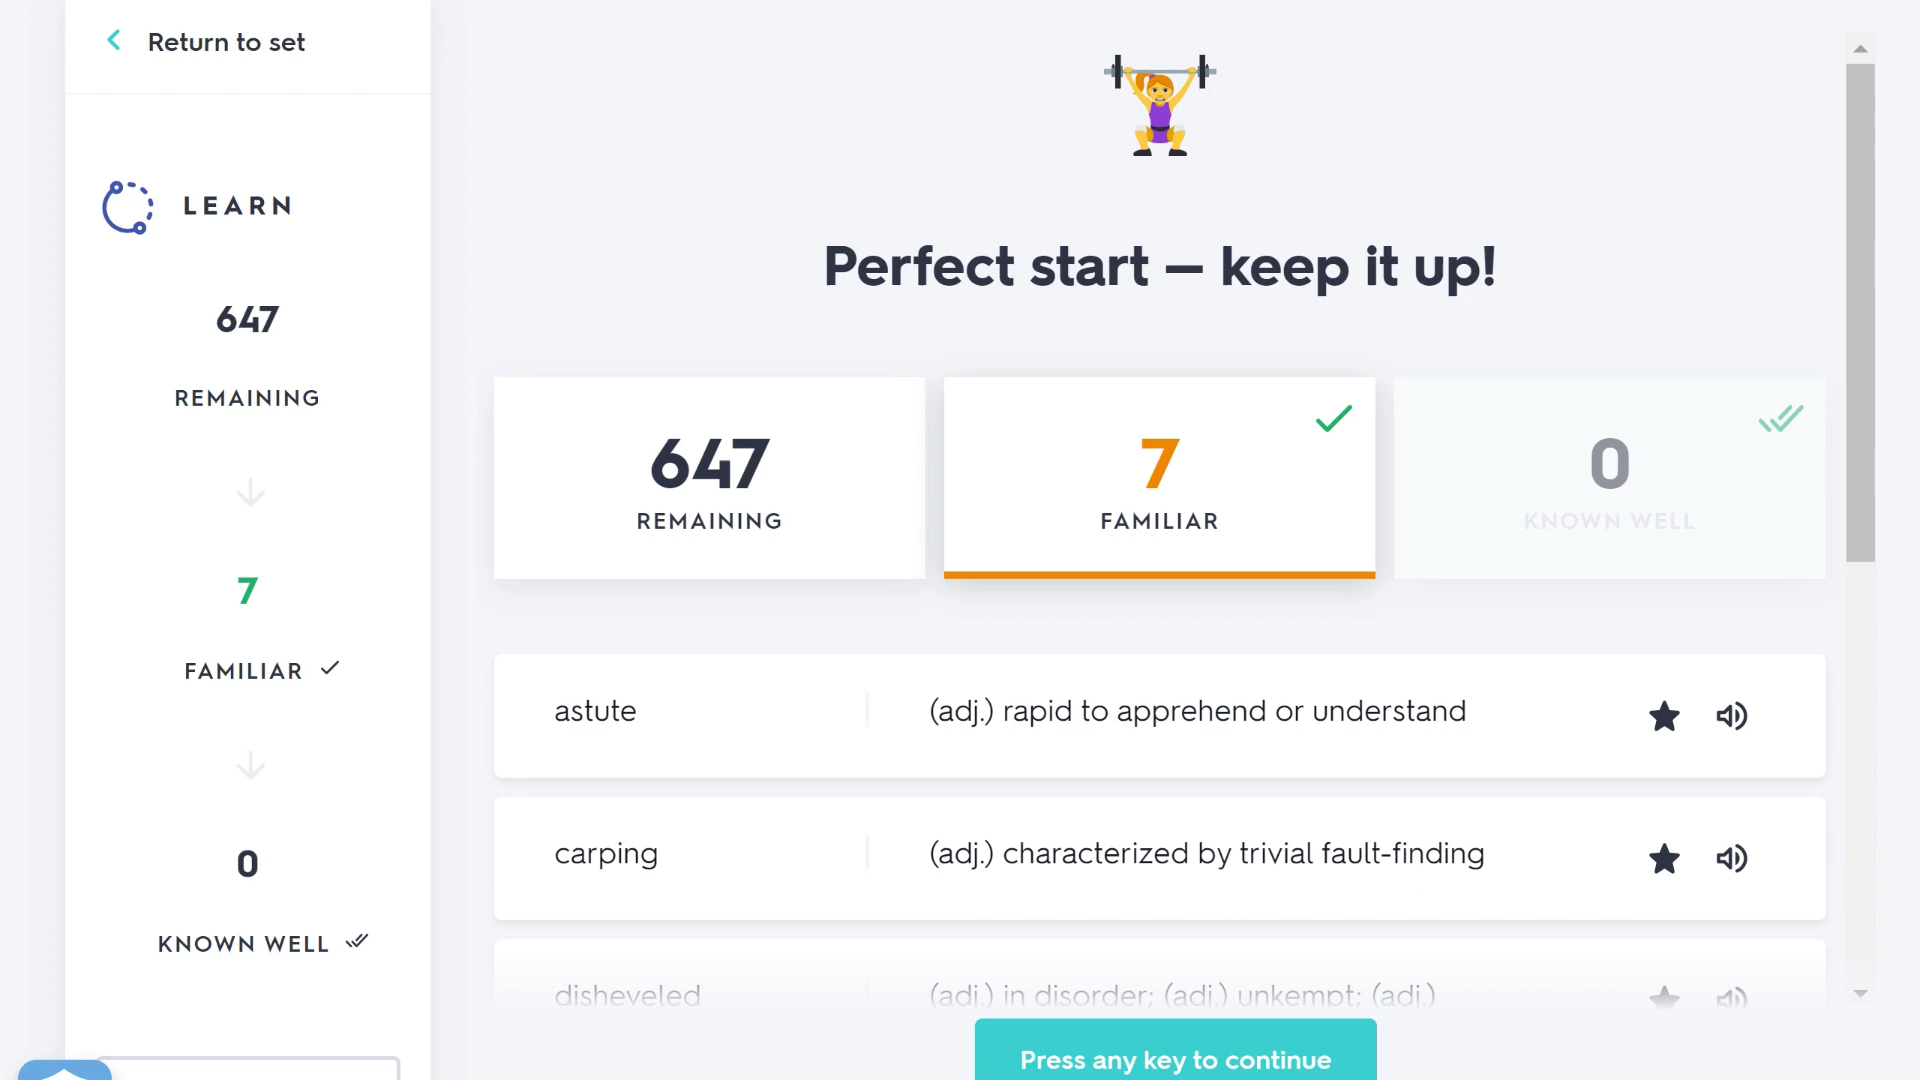 Return to set
LEARN
647
REMAINING
7
FAMILIAR
0
KNOWN WELL
Perfect start — keep it up!
647
REMAINING
7
FAMILIAR
0
KNOWN WELL
astute
(adj.) rapid to apprehend or understand
carping
(adj.) characterized by trivial fault-finding
disheveled
(adj.) in disorder; (adj.) unkempt; (adj.)
Press any key to continue